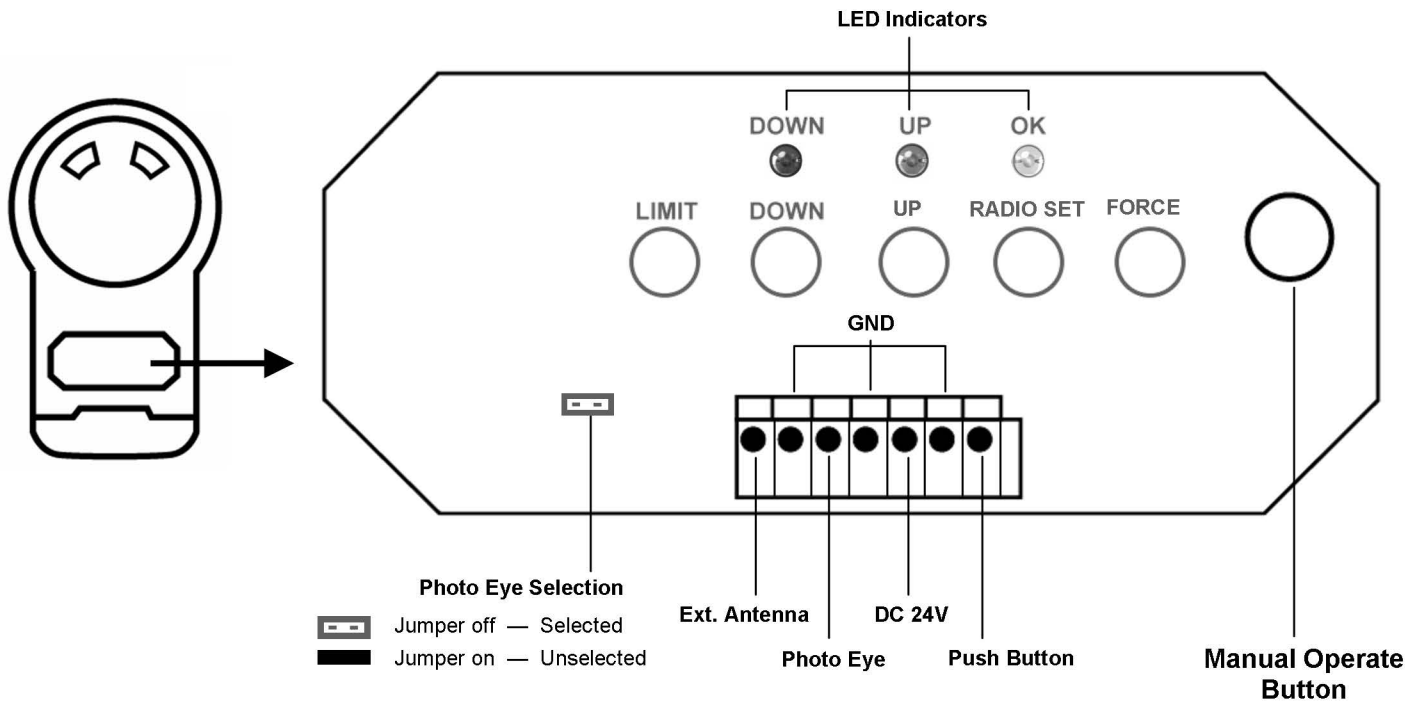 LED Indicators
DOWN UP OK
LIMIT DOWN UP RADIO SET FORCE
GND
Photo Eye Selection
Jumper off — Selected
Jumper on — Unselected
Ext. Antenna DC 24V
Photo Eye Push Button
Manual Operate
Button